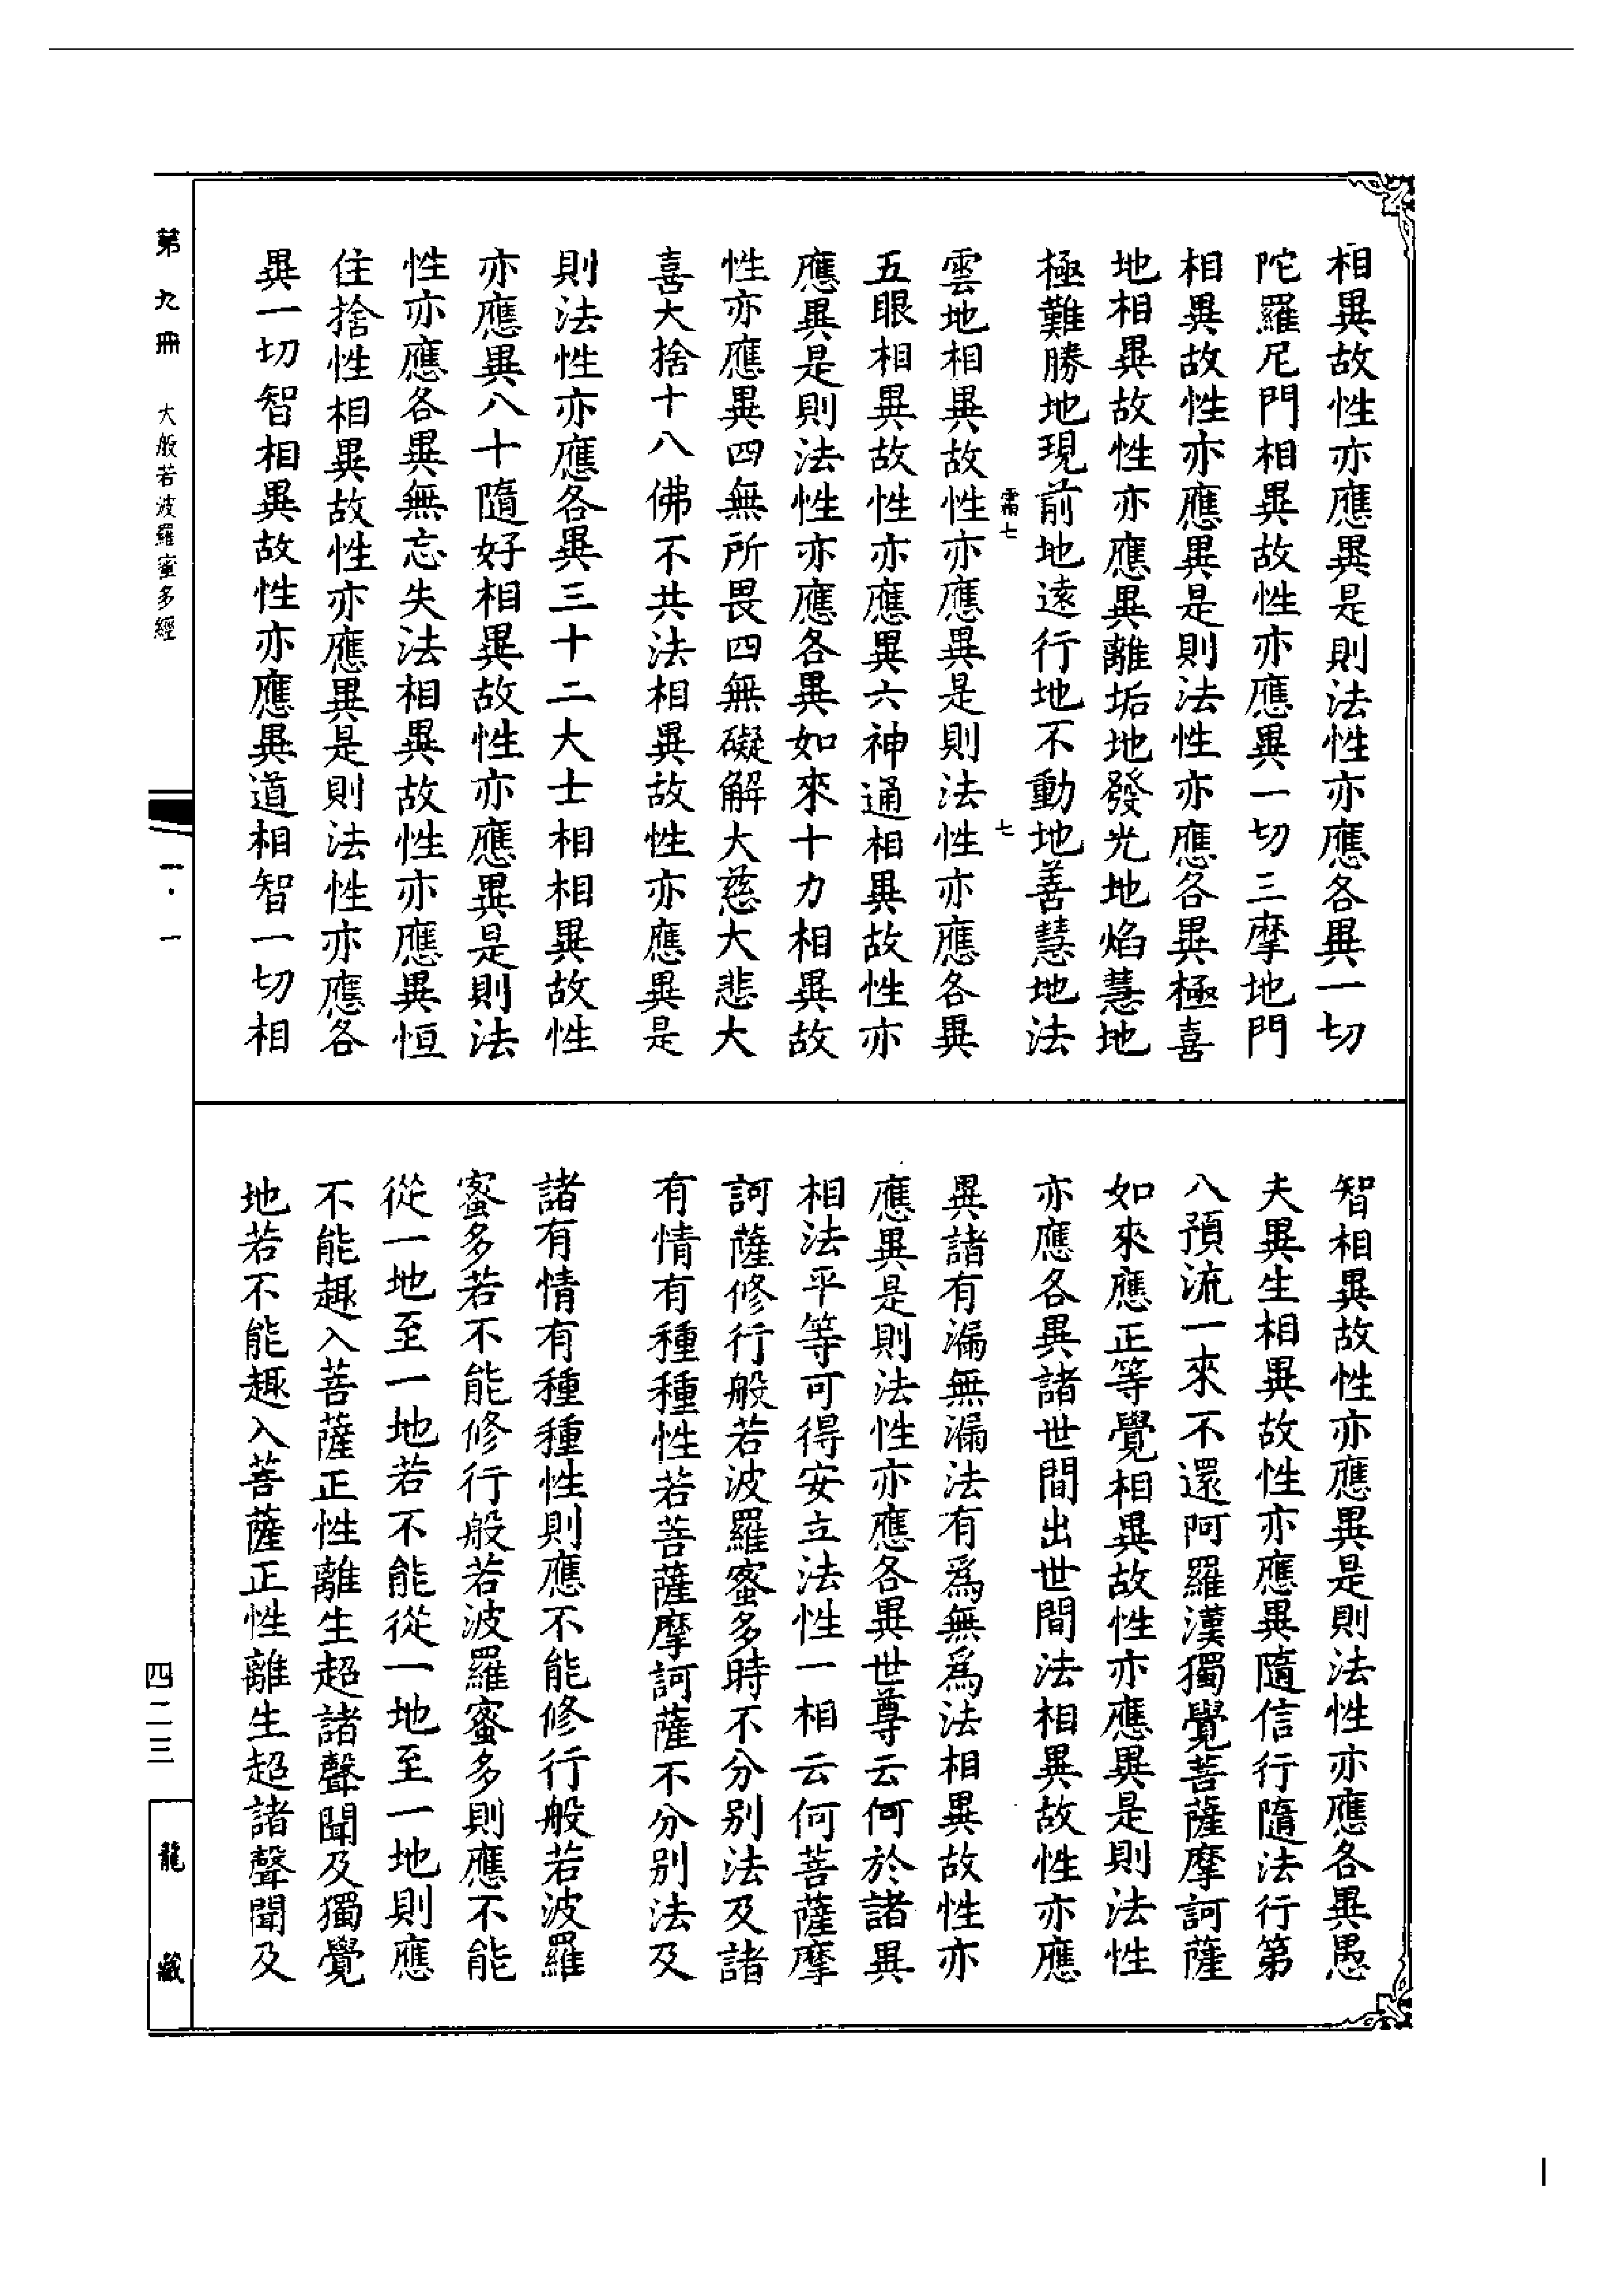 相異故性亦應異是則法性亦應各異一切
陀羅尼門相異故性亦應異一切三摩地門
相異故性亦應異是則法性亦應各異極喜
地相異故性亦應異離垢地發光地焰慧地
極難勝地現前地遠行地不動地善慧地法
霜七　七
雲地相異故性亦應異是則法性亦應各異
五眼相異故性亦應異六神通相異故性亦
應異是則法性亦應各異如來十力相異故
性亦應異四無所畏四無礙解大慈大悲大
喜大捨十八佛不共法相異故性亦應異是
則法性亦應各異三十二大士相相異故性
亦應異八十隨好相異故性亦應異是則法
性亦應各異無忘失法相異故性亦應異恒
住捨性相異故性亦應異是則法性亦應各
異一切智相異故性亦應異道相智一切相
智相異故性亦應異是則法性亦應各異愚
夫異生相異故性亦應異隨信行隨法行第
八預流一來不還阿羅漢獨覺菩薩摩訶薩
如來應正等覺相異故性亦應異是則法性
亦應各異諸世間出世間法相異故性亦應
異諸有漏無漏法有為無為法相異故性亦
應異是則法性亦應各異世尊云何於諸異
相法平等可得安立法性一相云何菩薩摩
訶薩修行般若波羅蜜多時不分別法及諸
有情有種種性若菩薩摩訶薩不分別法及
諸有情有種種性則應不能修行般若波羅
蜜多若不能修行般若波羅蜜多則應不能
從一地至一地若不能從一地至一地則應
不能趣入菩薩正性離生超諸聲聞及獨覺
地若不能趣入菩薩正性離生超諸聲聞及
第九冊　大般若波羅蜜多經
一·一
四二三
龍藏